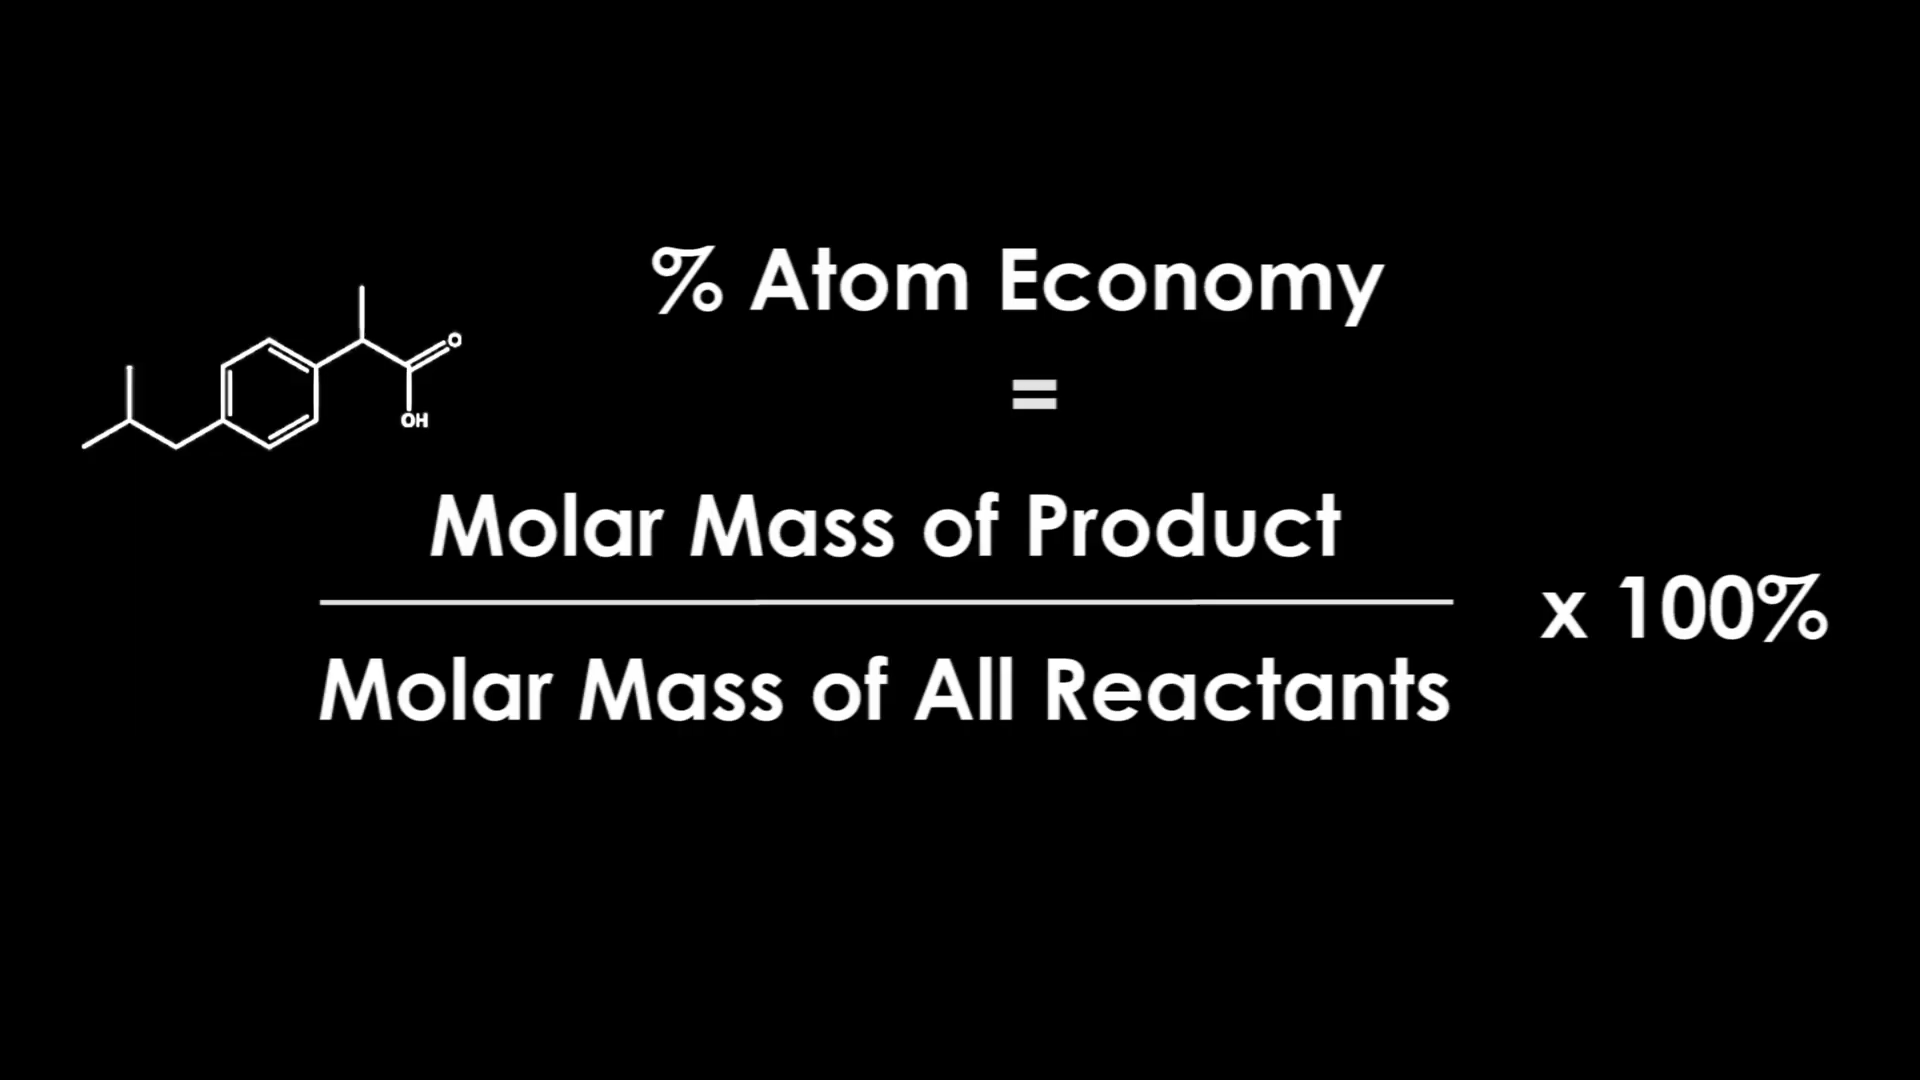 % Atom Economy
=
O
OH
Molar Mass of Product
x 100%
Molar Mass of All Reactants